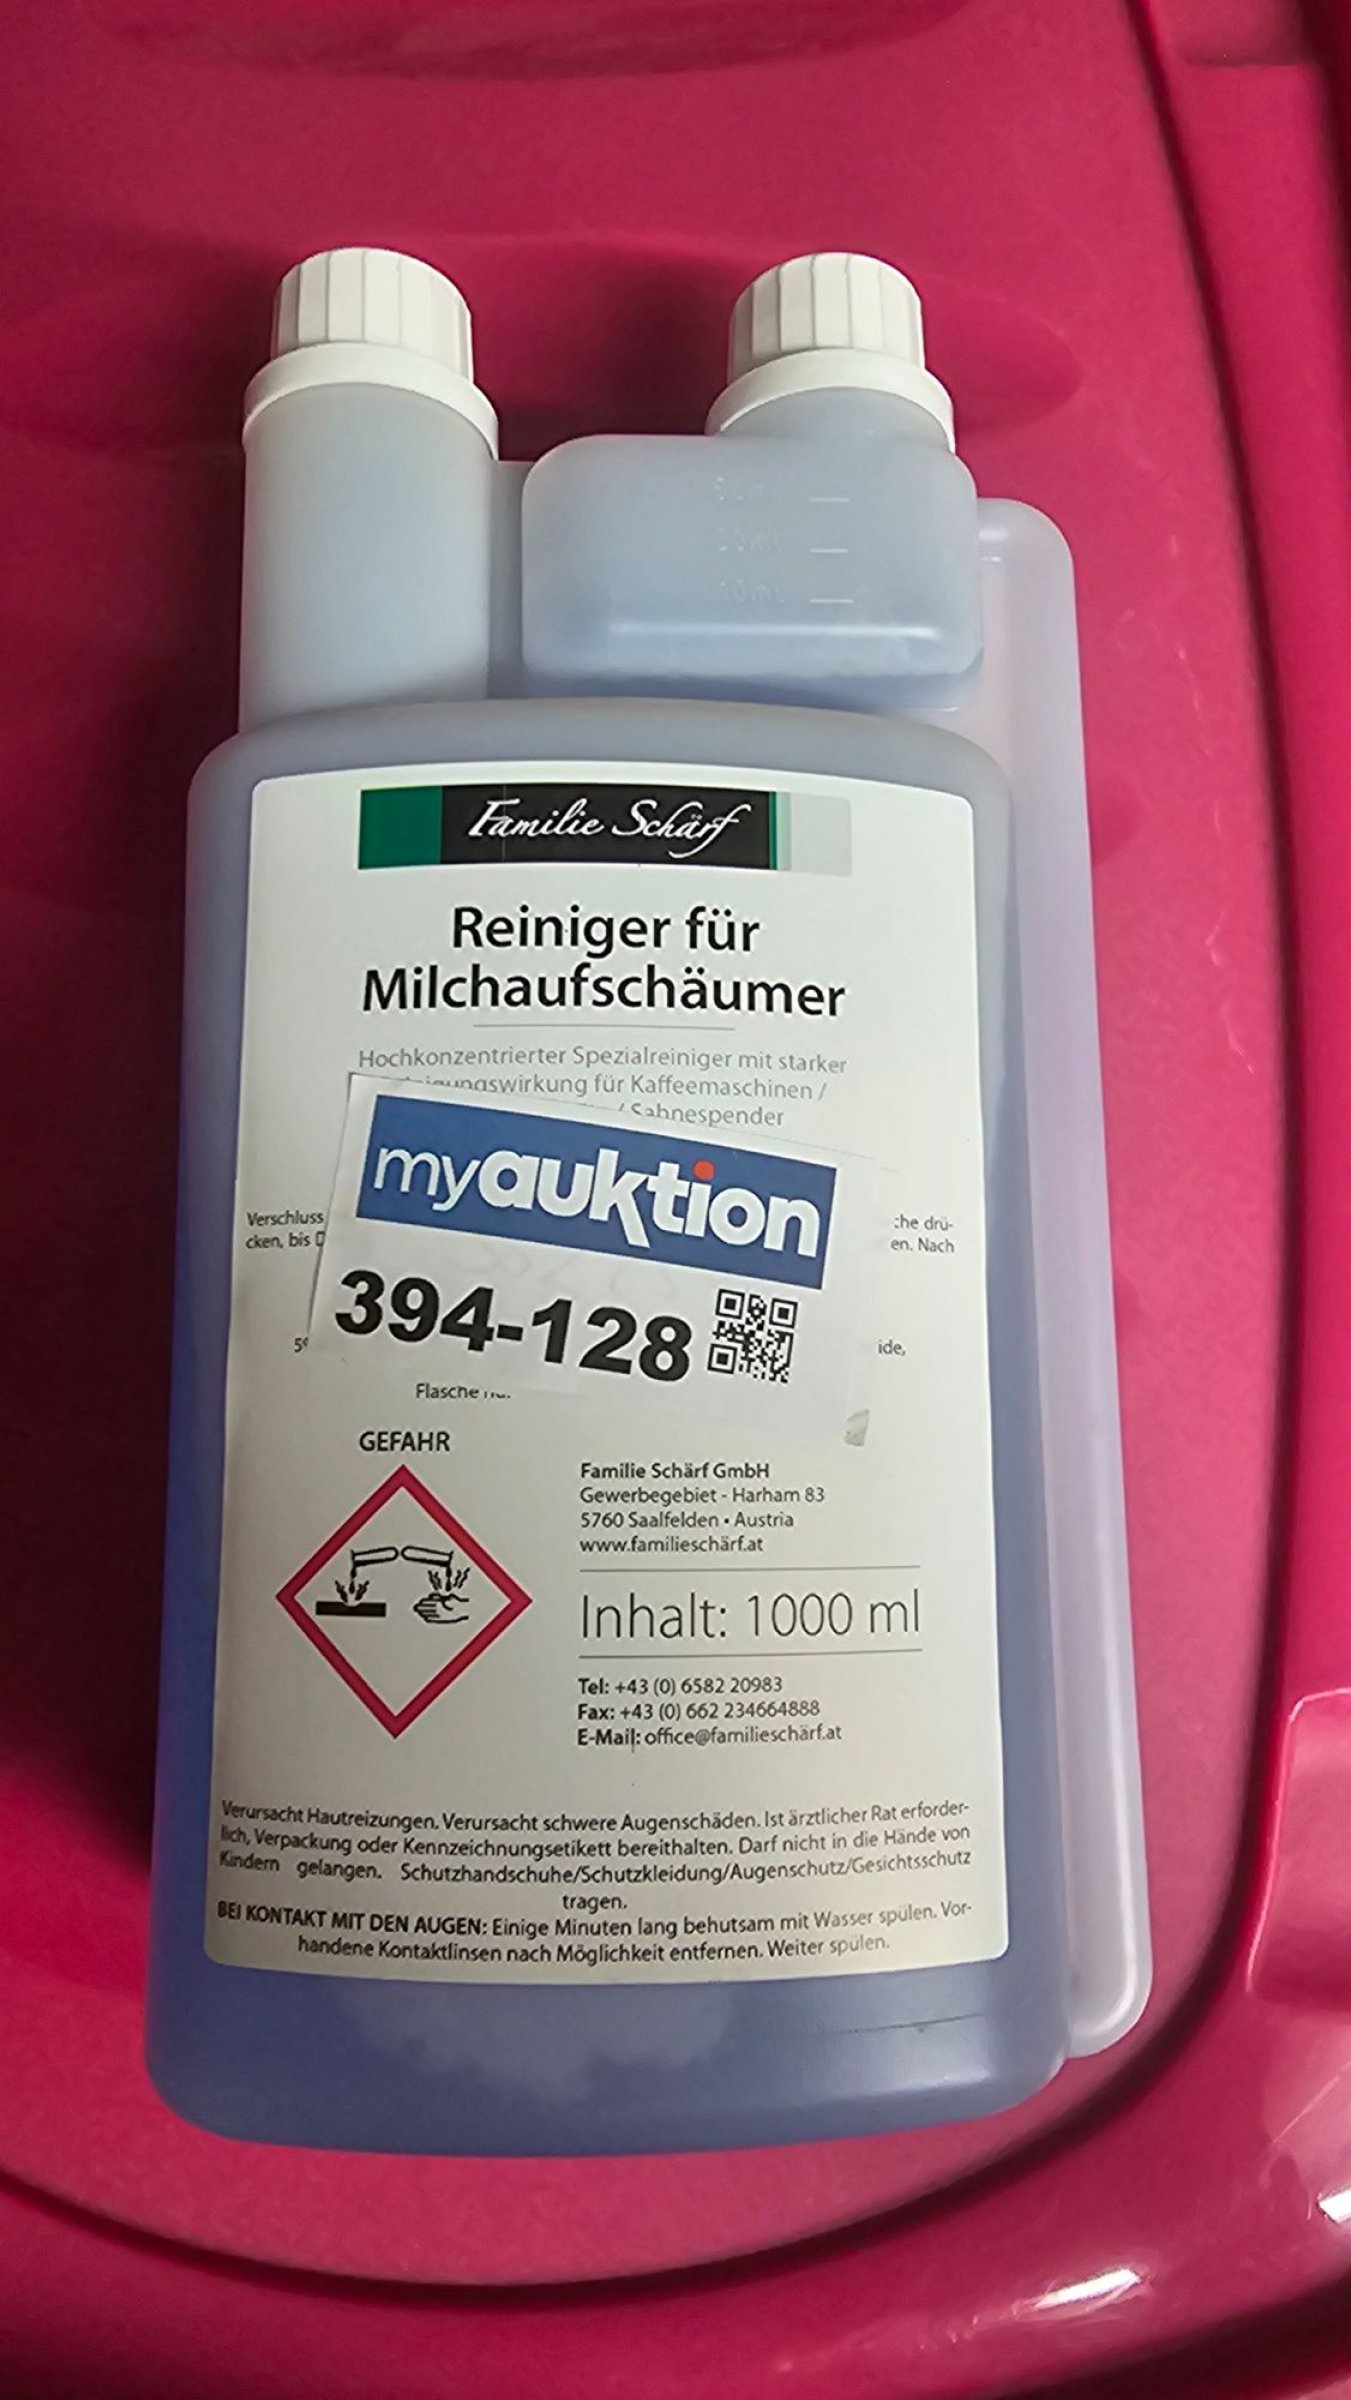 Familie Schärf
Reiniger für
Milchaufschäumer
Hochkonzentrierter Spezialreiniger mit starker
für Kaffeemaschinen /
/ Sahnespender
myauktion
Verschluss che drü-
cken, bis en. Nach
394-128
ide,
Flasche
GEFAHR
Familie Schärf GmbH
Gewerbegebiet - Harham 83
5760 Saalfelden • Austria
www.familieschärf.at
Inhalt: 1000 ml
Tel: +43 (0) 6582 20983
Fax: +43 (0) 662 234664888
E-Mail: office@familieschärf.at
Verursacht Hautreizungen. Verursacht schwere Augenschäden. Ist ärztlicher Rat erforder-
lich, Verpackung oder Kennzeichnungsetikett bereithalten. Darf nicht in die Hände von
Kindern gelangen. Schutzhandschuhe/Schutzkleidung/Augenschutz/Gesichtsschutz
tragen.
BEI KONTAKT MIT DEN AUGEN: Einige Minuten lang behutsam mit Wasser spülen. Vor-
handene Kontaktlinsen nach Möglichkeit entfernen. Weiter spülen.